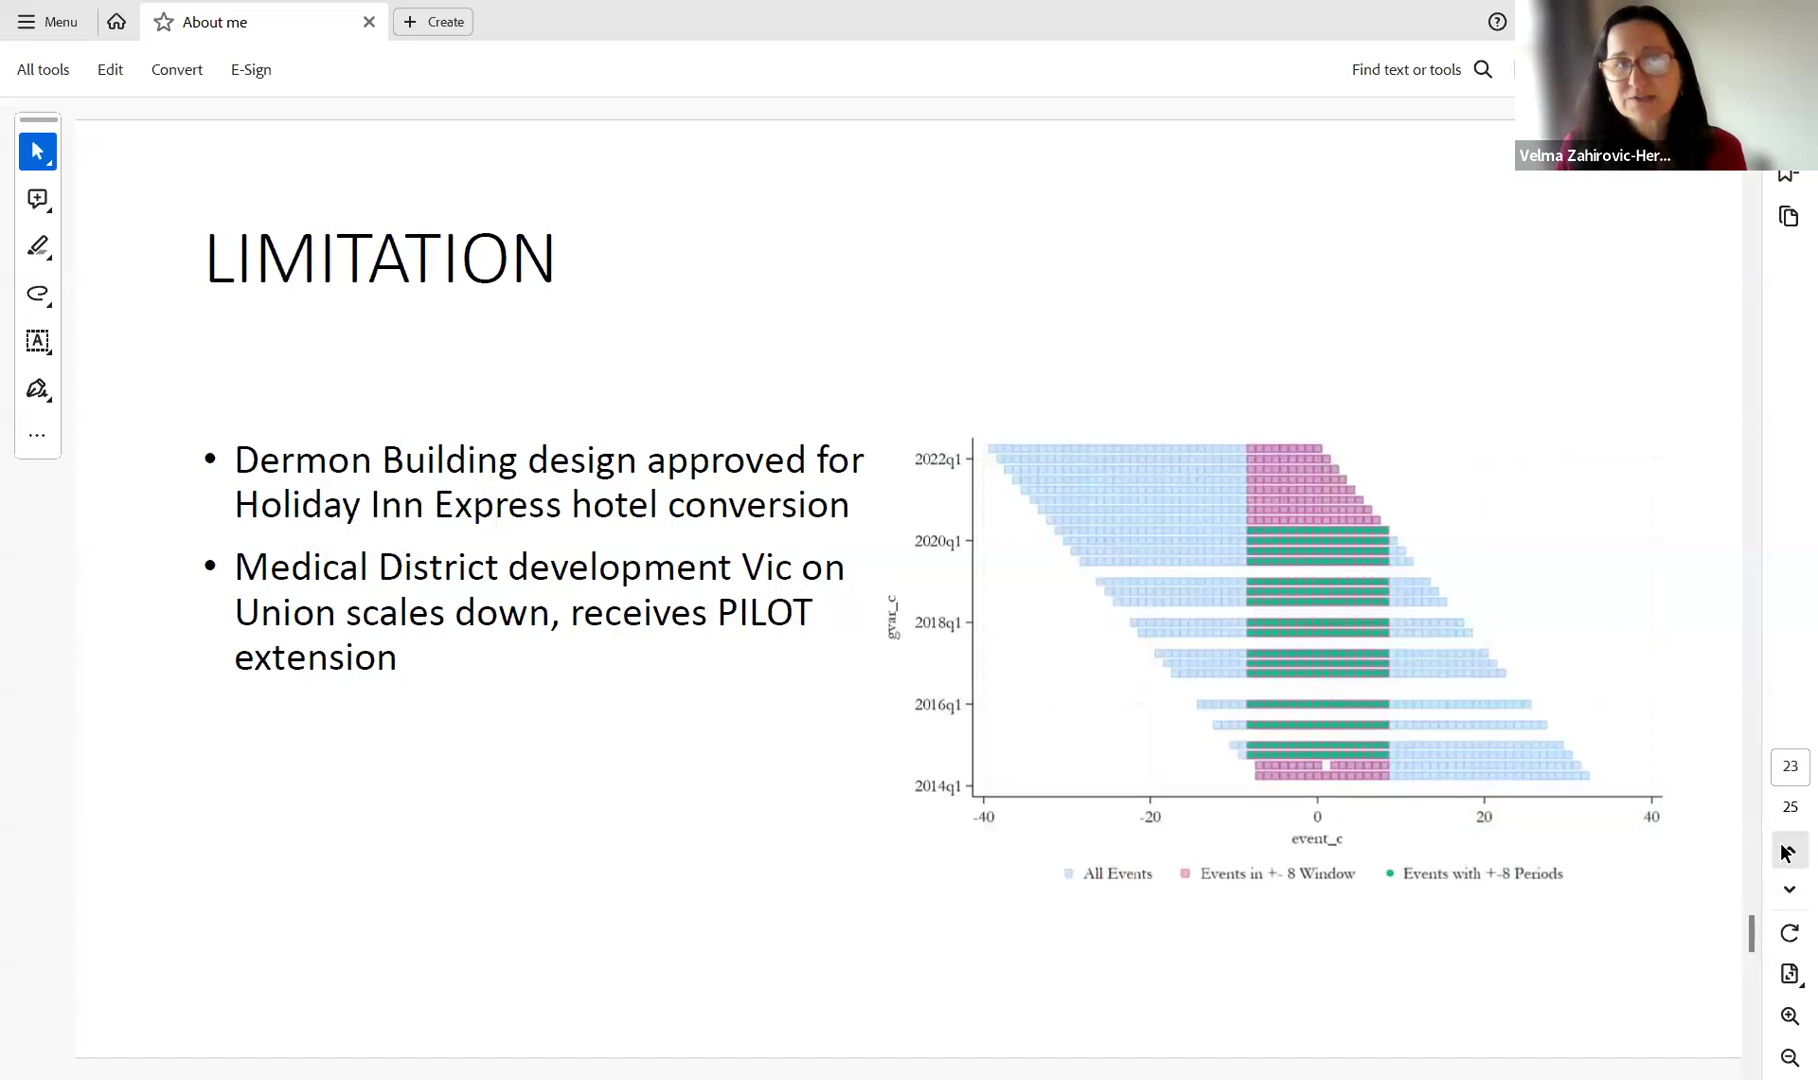 Menu
About me
Create
All tools
Edit
Convert
E-Sign
Find text or tools
Velma Zahirovic-Her...
LIMITATION
• Dermon Building design approved for
Holiday Inn Express hotel conversion
• Medical District development Vic on
Union scales down, receives PILOT
extension
gvar_c
2022q1
2020q1
2018q1
2016q1
2014q1
-40
-20
0
20
40
event_c
All Events
Events in +- 8 Window
Events with +-8 Periods
23
25